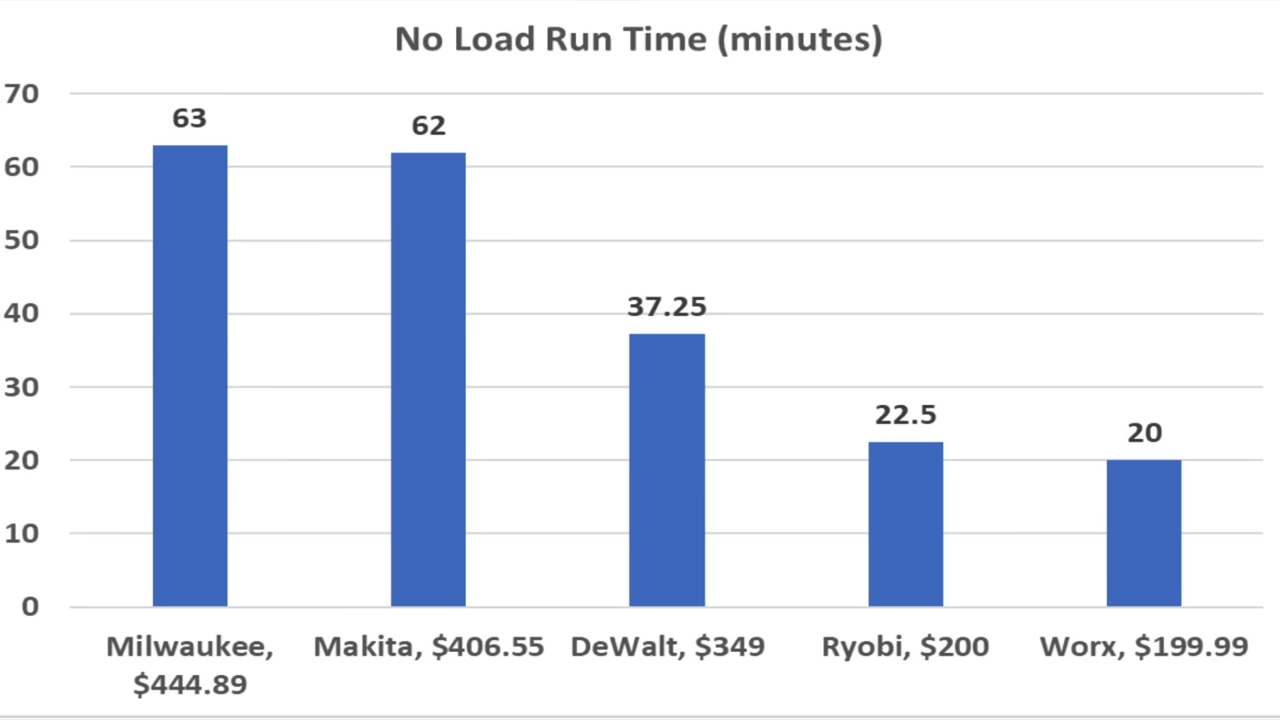 No Load Run Time (minutes)
70
60
50
40
30
20
10
0
63
62
37.25
22.5
20
Milwaukee,
$444.89
Makita, $406.55
DeWalt, $349
Ryobi, $200
Worx, $199.99